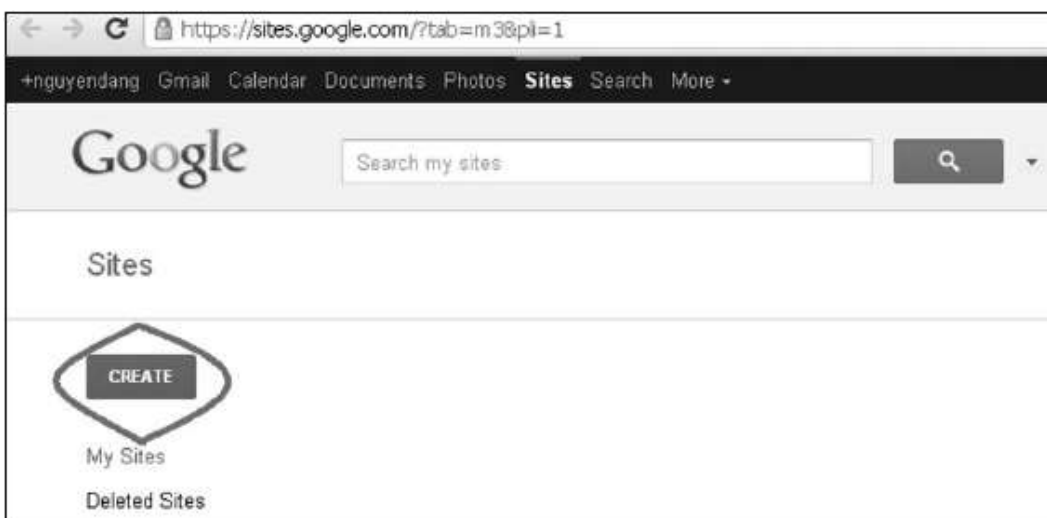 https://sites.google.com/?tab=m3&pli=1
+nguyendang Gmail Calendar Documents Photos Sites Search More
Google Search my sites
Sites
CREATE
My Sites
Deleted Sites